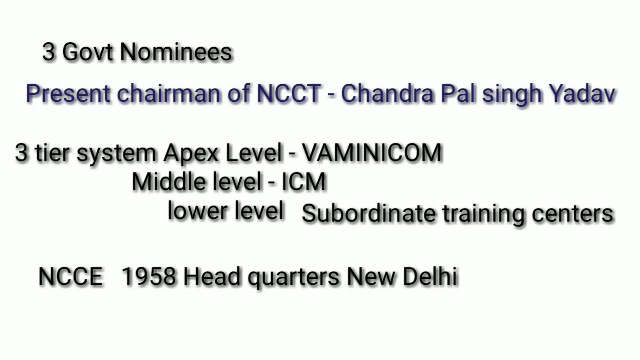 3 Govt Nominees
Present chairman of NCCT - Chandra Pal singh Yadav
3 tier system Apex Level - VAMINICOM
Middle level - ICM
lower level Subordinate training centers
NCCE 1958 Head quarters New Delhi